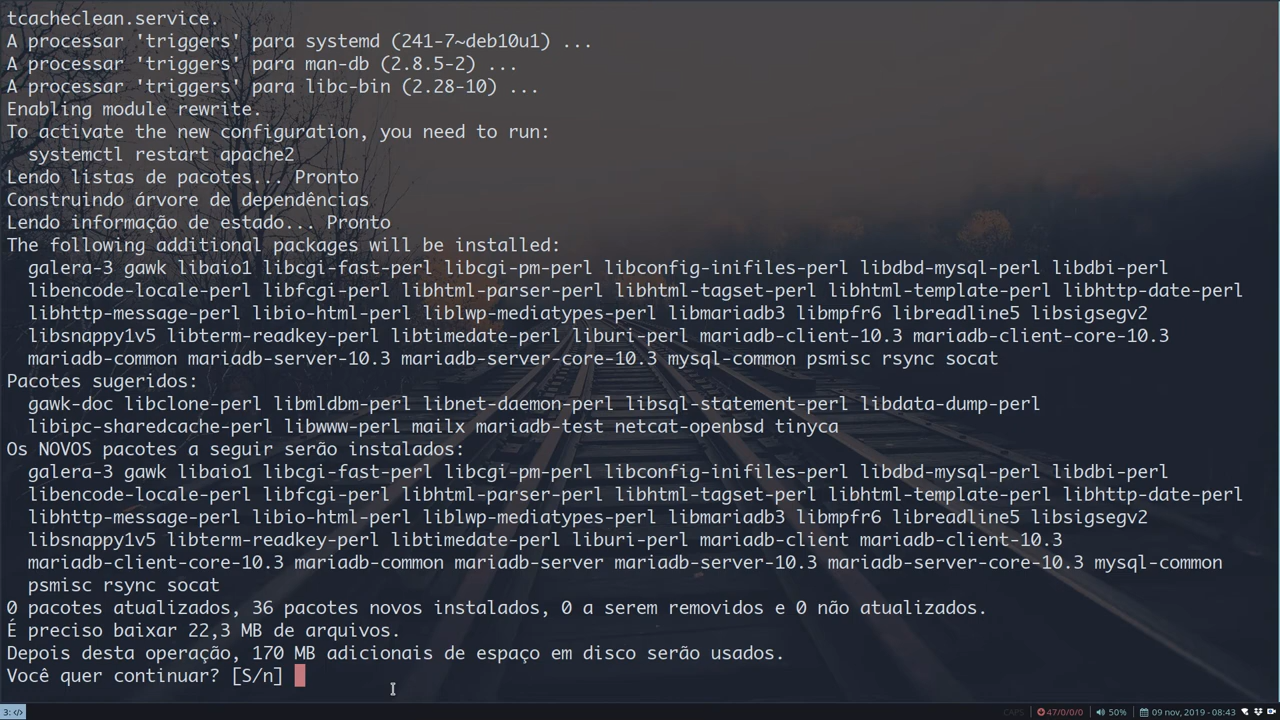 tcacheclean.service.
A processar 'triggers' para systemd (241-7~deb10u1) ...
A processar 'triggers' para man-db (2.8.5-2) ...
A processar 'triggers' para libc-bin (2.28-10) ...
Enabling module rewrite.
To activate the new configuration, you need to run:
  systemctl restart apache2
Lendo listas de pacotes... Pronto
Construindo árvore de dependências
Lendo informação de estado... Pronto
The following additional packages will be installed:
  galera-3 gawk libaio1 libcgi-fast-perl libcgi-pm-perl libconfig-inifiles-perl libdbd-mysql-perl libdbi-perl
  libencode-locale-perl libfcgi-perl libhtml-parser-perl libhtml-tagset-perl libhtml-template-perl libhttp-date-perl
  libhttp-message-perl libio-html-perl liblwp-mediatypes-perl libmariadb3 libmpfr6 libreadline5 libsigsegv2
  libsnappy1v5 libterm-readkey-perl libtimedate-perl liburi-perl mariadb-client-10.3 mariadb-client-core-10.3
  mariadb-common mariadb-server-10.3 mariadb-server-core-10.3 mysql-common psmisc rsync socat
Pacotes sugeridos:
  gawk-doc libclone-perl libmldbm-perl libnet-daemon-perl libsql-statement-perl libdata-dump-perl
  libipc-sharedcache-perl libwww-perl mailx mariadb-test netcat-openbsd tinyca
Os NOVOS pacotes a seguir serão instalados:
  galera-3 gawk libaio1 libcgi-fast-perl libcgi-pm-perl libconfig-inifiles-perl libdbd-mysql-perl libdbi-perl
  libencode-locale-perl libfcgi-perl libhtml-parser-perl libhtml-tagset-perl libhtml-template-perl libhttp-date-perl
  libhttp-message-perl libio-html-perl liblwp-mediatypes-perl libmariadb3 libmpfr6 libreadline5 libsigsegv2
  libsnappy1v5 libterm-readkey-perl libtimedate-perl liburi-perl mariadb-client mariadb-client-10.3
  mariadb-client-core-10.3 mariadb-common mariadb-server mariadb-server-10.3 mariadb-server-core-10.3 mysql-common
  psmisc rsync socat
0 pacotes atualizados, 36 pacotes novos instalados, 0 a serem removidos e 0 não atualizados.
É preciso baixar 22,3 MB de arquivos.
Depois desta operação, 170 MB adicionais de espaço em disco serão usados.
Você quer continuar? [S/n]
3: </> CAPS 47/0/0/0 50% 09 nov, 2019 - 08:43